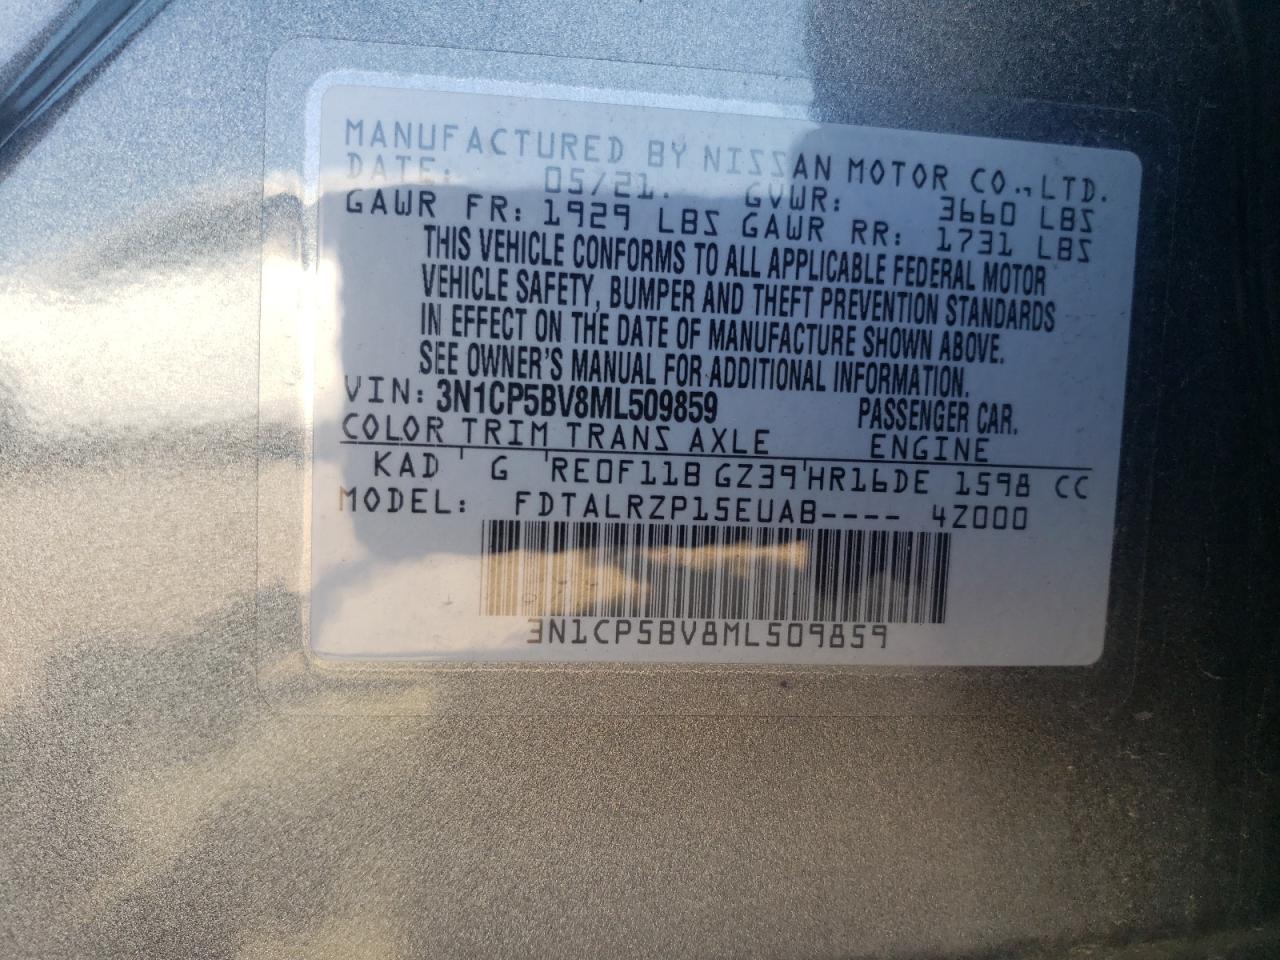 MANUFACTURED BY NISSAN MOTOR CO., LTD.
DATE: 05/21. GVWR: 3660 LBS
GAWR FR: 1929 LBS GAWR RR: 1731 LBS
THIS VEHICLE CONFORMS TO ALL APPLICABLE FEDERAL MOTOR
VEHICLE SAFETY, BUMPER AND THEFT PREVENTION STANDARDS
IN EFFECT ON THE DATE OF MANUFACTURE SHOWN ABOVE.
SEE OWNER'S MANUAL FOR ADDITIONAL INFORMATION.
VIN: 3N1CP5BV8ML509859 PASSENGER CAR.
COLOR TRIM TRANS AXLE ENGINE
KAD G RE0F11B GZ39 HR16DE 1598 CC
MODEL: FDTALRZP15EUAB---- 4Z000
3N1CP5BV8ML509859